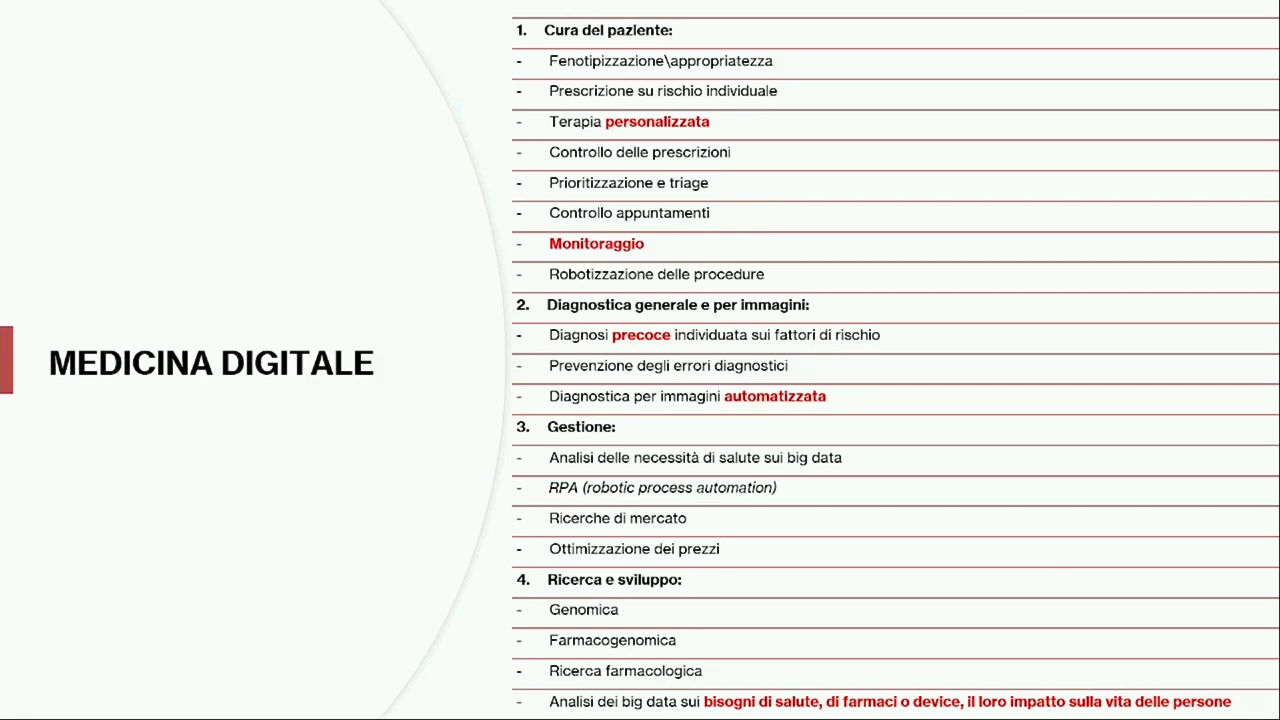 MEDICINA DIGITALE
1. Cura del paziente:
- Fenotipizzazione\appropriatezza
- Prescrizione su rischio individuale
- Terapia personalizzata
- Controllo delle prescrizioni
- Prioritizzazione e triage
- Controllo appuntamenti
- Monitoraggio
- Robotizzazione delle procedure
2. Diagnostica generale e per immagini:
- Diagnosi precoce individuata sui fattori di rischio
- Prevenzione degli errori diagnostici
- Diagnostica per immagini automatizzata
3. Gestione:
- Analisi delle necessità di salute sui big data
- RPA (robotic process automation)
- Ricerche di mercato
- Ottimizzazione dei prezzi
4. Ricerca e sviluppo:
- Genomica
- Farmacogenomica
- Ricerca farmacologica
- Analisi dei big data sui bisogni di salute, di farmaci o device, il loro impatto sulla vita delle persone